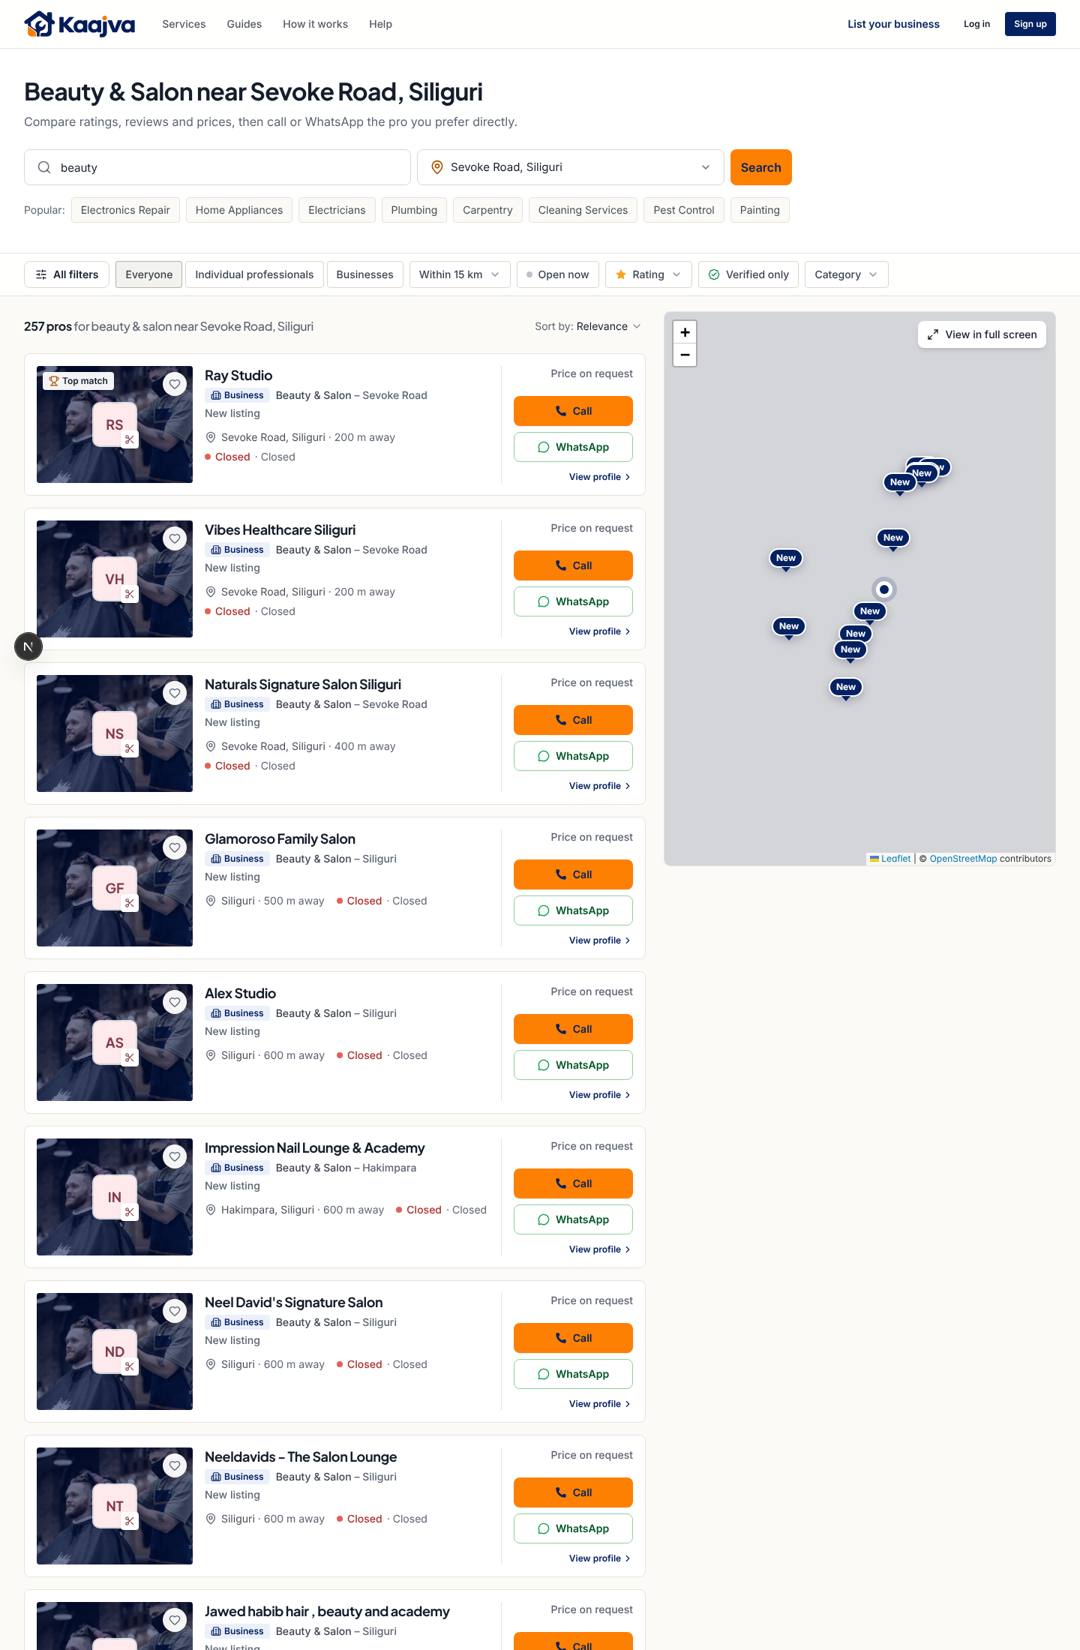 Kaajva
Services Guides How it works Help
List your business Log in Sign up
Beauty & Salon near Sevoke Road, Siliguri
Compare ratings, reviews and prices, then call or WhatsApp the pro you prefer directly.
beauty
Sevoke Road, Siliguri
Search
Popular: Electronics Repair Home Appliances Electricians Plumbing Carpentry Cleaning Services Pest Control Painting
All filters Everyone Individual professionals Businesses Within 15 km Open now Rating Verified only Category
257 pros for beauty & salon near Sevoke Road, Siliguri
Sort by: Relevance
Top match
RS
Ray Studio
Business Beauty & Salon – Sevoke Road
New listing
Sevoke Road, Siliguri · 200 m away
Closed · Closed
Price on request
Call
WhatsApp
View profile
VH
Vibes Healthcare Siliguri
Business Beauty & Salon – Sevoke Road
New listing
Sevoke Road, Siliguri · 200 m away
Closed · Closed
Price on request
Call
WhatsApp
View profile
N
NS
Naturals Signature Salon Siliguri
Business Beauty & Salon – Sevoke Road
New listing
Sevoke Road, Siliguri · 400 m away
Closed · Closed
Price on request
Call
WhatsApp
View profile
GF
Glamoroso Family Salon
Business Beauty & Salon – Siliguri
New listing
Siliguri · 500 m away Closed · Closed
Price on request
Call
WhatsApp
View profile
AS
Alex Studio
Business Beauty & Salon – Siliguri
New listing
Siliguri · 600 m away Closed · Closed
Price on request
Call
WhatsApp
View profile
IN
Impression Nail Lounge & Academy
Business Beauty & Salon – Hakimpara
New listing
Hakimpara, Siliguri · 600 m away Closed · Closed
Price on request
Call
WhatsApp
View profile
ND
Neel David's Signature Salon
Business Beauty & Salon – Siliguri
New listing
Siliguri · 600 m away Closed · Closed
Price on request
Call
WhatsApp
View profile
NT
Neeldavids - The Salon Lounge
Business Beauty & Salon – Siliguri
New listing
Siliguri · 600 m away Closed · Closed
Price on request
Call
WhatsApp
View profile
Jawed habib hair , beauty and academy
Business Beauty & Salon – Siliguri
New listing
Price on request
Call
+
−
View in full screen
New
New
New
New
New
New
New
New
New
Leaflet | © OpenStreetMap contributors